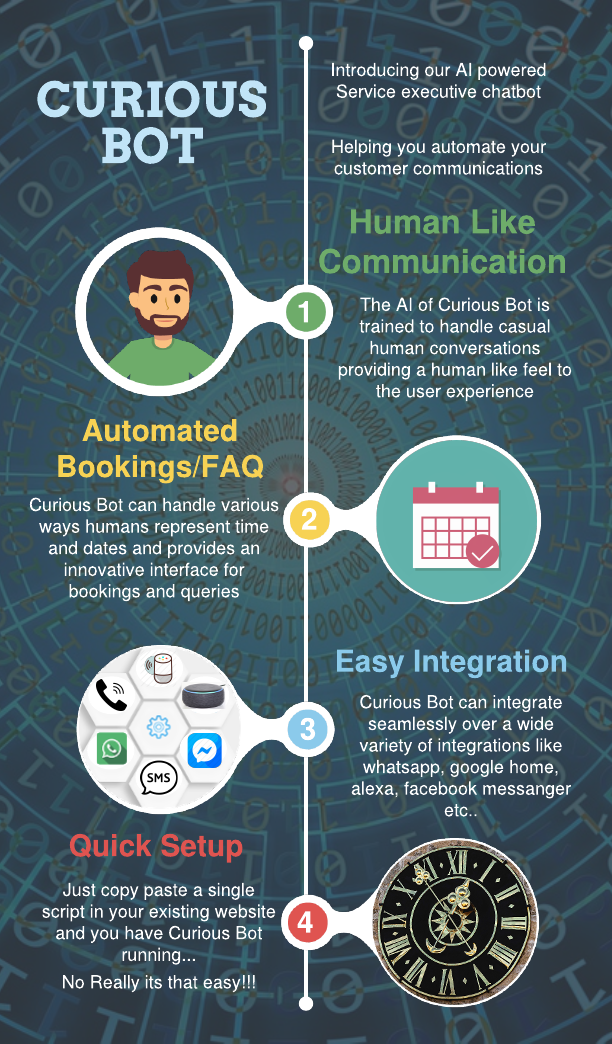 CURIOUS
BOT
Introducing our AI powered
Service executive chatbot
Helping you automate your
customer communications
Human Like
Communication
1
The AI of Curious Bot is
trained to handle casual
human conversations
providing a human like feel to
the user experience
Automated
Bookings/FAQ
2
Curious Bot can handle various
ways humans represent time
and dates and provides an
innovative interface for
bookings and queries
Easy Integration
3
Curious Bot can integrate
seamlessly over a wide
variety of integrations like
whatsapp, google home,
alexa, facebook messanger
etc..
SMS
Quick Setup
4
Just copy paste a single
script in your existing website
and you have Curious Bot
running...
No Really its that easy!!!